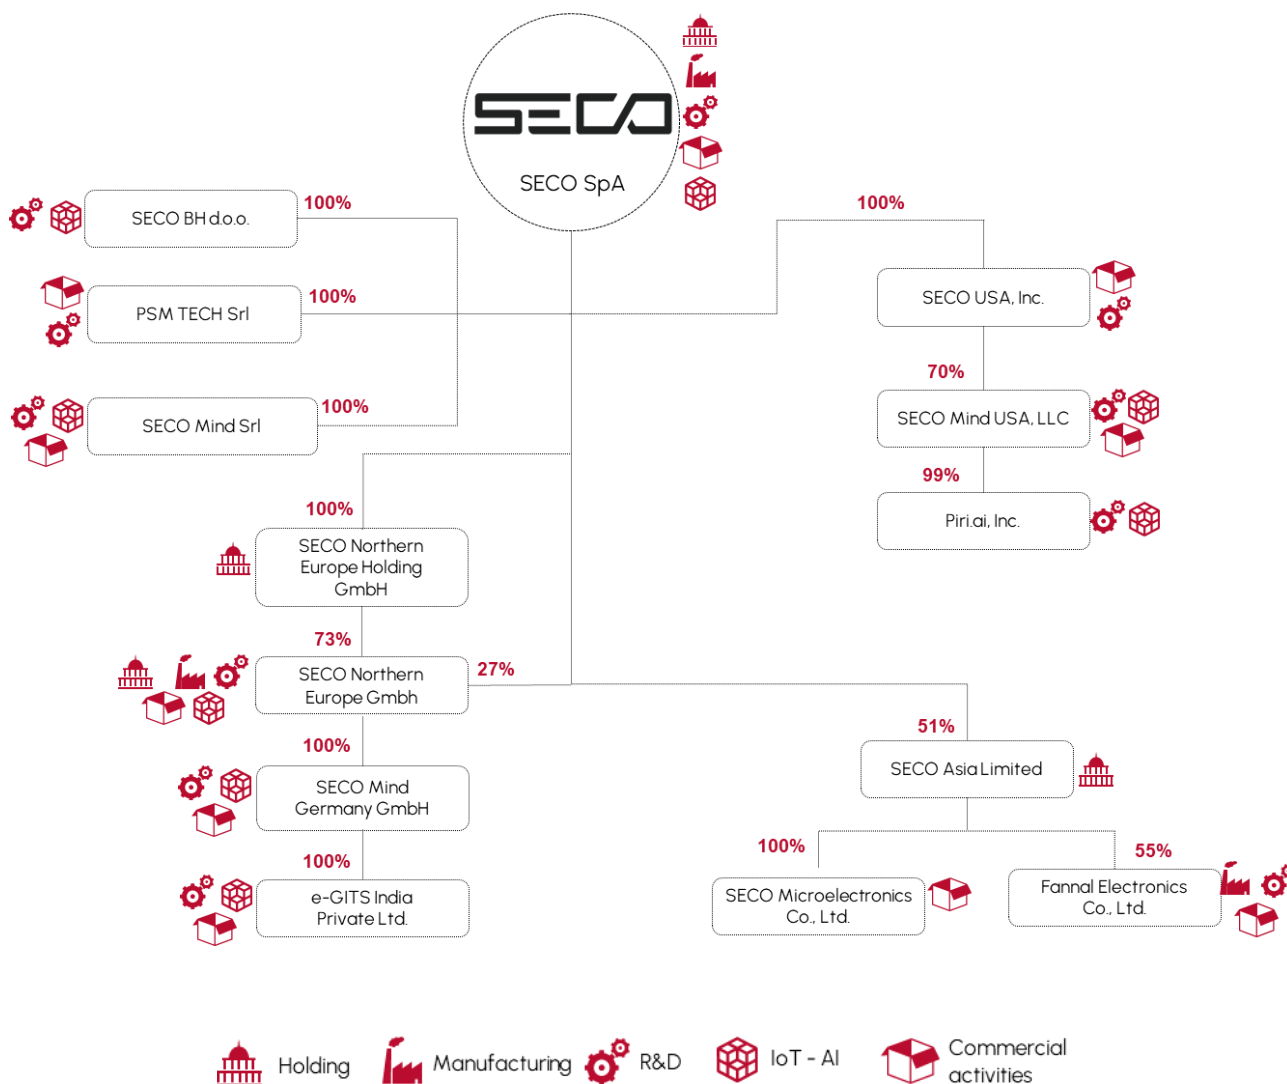 SECO
SECO SpA
100%
SECO BH d.o.o.
100%
PSM TECH Srl
100%
SECO Mind Srl
100%
SECO USA, Inc.
70%
SECO Mind USA, LLC
99%
Piri.ai, Inc.
100%
SECO Northern
Europe Holding
GmbH
73%
SECO Northern
Europe Gmbh
27%
100%
SECO Mind
Germany GmbH
100%
e-GITS India
Private Ltd.
51%
SECO Asia Limited
100%
SECO Microelectronics
Co., Ltd.
55%
Fannal Electronics
Co., Ltd.
Holding
Manufacturing
R&D
IoT - AI
Commercial
activities